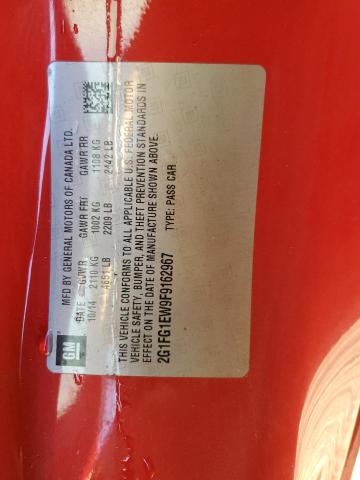 GM
MFD BY GENERAL MOTORS OF CANADA LTD.
DATE GVWR GAWR FRT GAWR RR
10/14 2110 KG 1002 KG 1108 KG
4651 LB 2209 LB 2442 LB
THIS VEHICLE CONFORMS TO ALL APPLICABLE U.S. FEDERAL MOTOR
VEHICLE SAFETY, BUMPER, AND THEFT PREVENTION STANDARDS IN
EFFECT ON THE DATE OF MANUFACTURE SHOWN ABOVE.
2G1FG1EW9F9162967 TYPE: PASS CAR